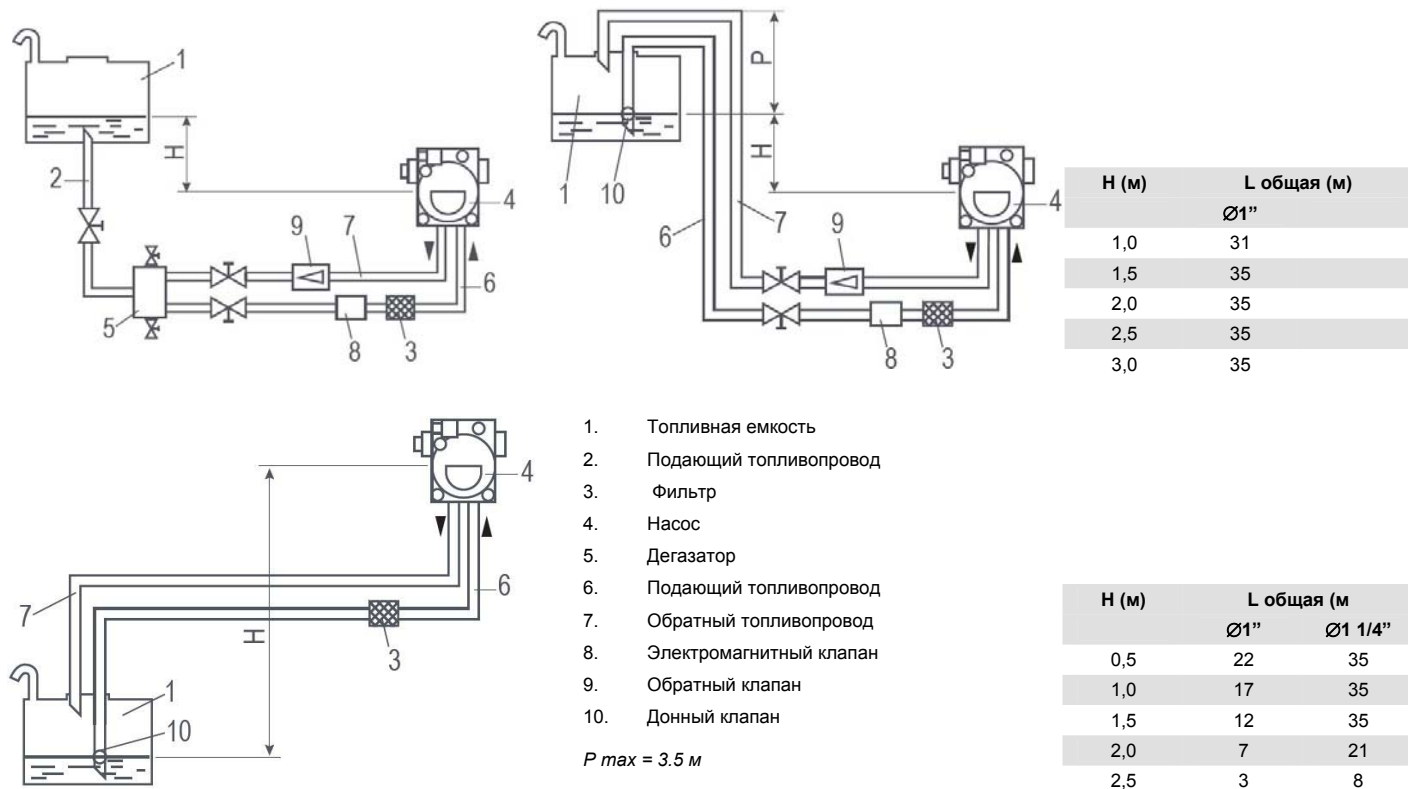 1
H
2
9
7
4
6
5
8
3
P
H
1
10
6
7
9
4
8
3
H (м) L общая (м)
Ø1”
1,0 31
1,5 35
2,0 35
2,5 35
3,0 35
4
6
7
H
3
1
10
1. Топливная емкость
2. Подающий топливопровод
3. Фильтр
4. Насос
5. Дегазатор
6. Подающий топливопровод
7. Обратный топливопровод
8. Электромагнитный клапан
9. Обратный клапан
10. Донный клапан
P max = 3.5 м
H (м) L общая (м
Ø1” Ø1 1/4”
0,5 22 35
1,0 17 35
1,5 12 35
2,0 7 21
2,5 3 8